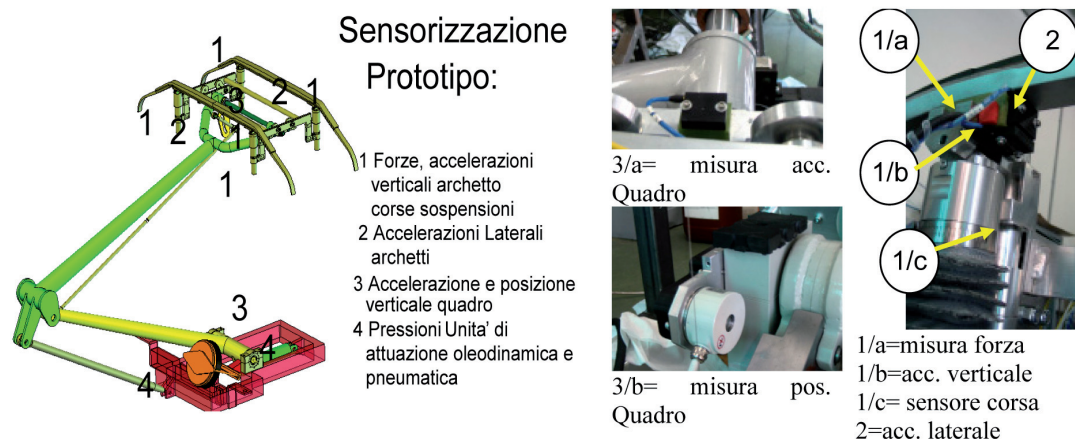 Sensorizzazione
Prototipo:
1
2
1
3
1
2
1
1
3
4
4
1 Forze, accelerazioni
verticali archetto
corse sospensioni
2 Accelerazioni Laterali
archetti
3 Accelerazione e posizione
verticale quadro
4 Pressioni Unita' di
attuazione oleodinamica e
pneumatica
3/a= misura acc.
Quadro
3/b= misura pos.
Quadro
1/a
2
1/b
1/c
1/a=misura forza
1/b=acc. verticale
1/c= sensore corsa
2=acc. laterale